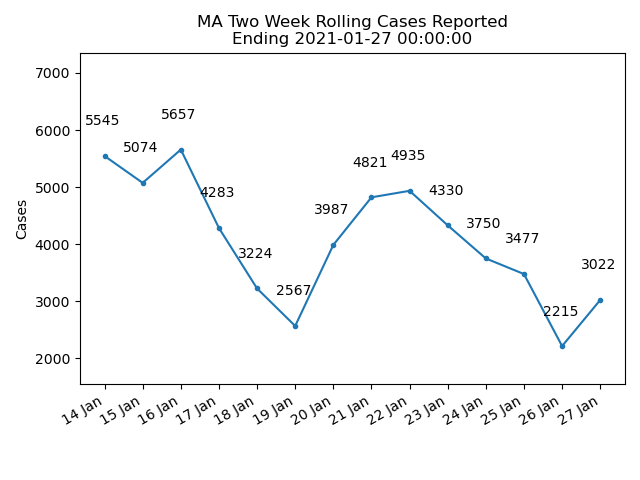 MA Two Week Rolling Cases Reported
Ending 2021-01-27 00:00:00
7000
6000
5000
4000
3000
2000
Cases
5545
5074
5657
4283
3224
2567
3987
4821
4935
4330
3750
3477
2215
3022
14 Jan
15 Jan
16 Jan
17 Jan
18 Jan
19 Jan
20 Jan
21 Jan
22 Jan
23 Jan
24 Jan
25 Jan
26 Jan
27 Jan